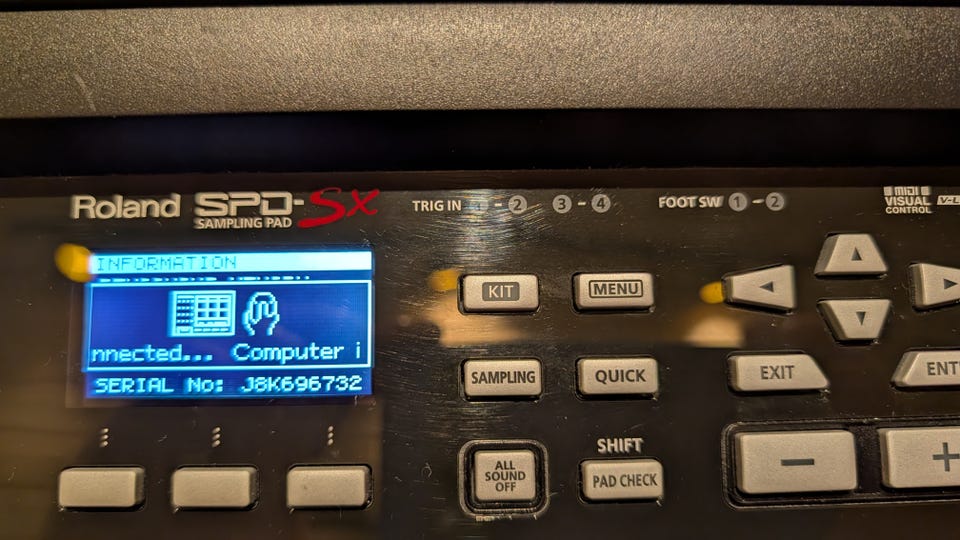 Roland SPD-SX
SAMPLING PAD
TRIG IN 1 - 2 3 - 4
FOOT SW 1 - 2
MIDI
VISUAL
CONTROL
INFORMATION
nnected... Computer i
SERIAL No: J8K696732
KIT
MENU
SAMPLING
QUICK
EXIT
ENT
ALL
SOUND
OFF
SHIFT
PAD CHECK
-
+